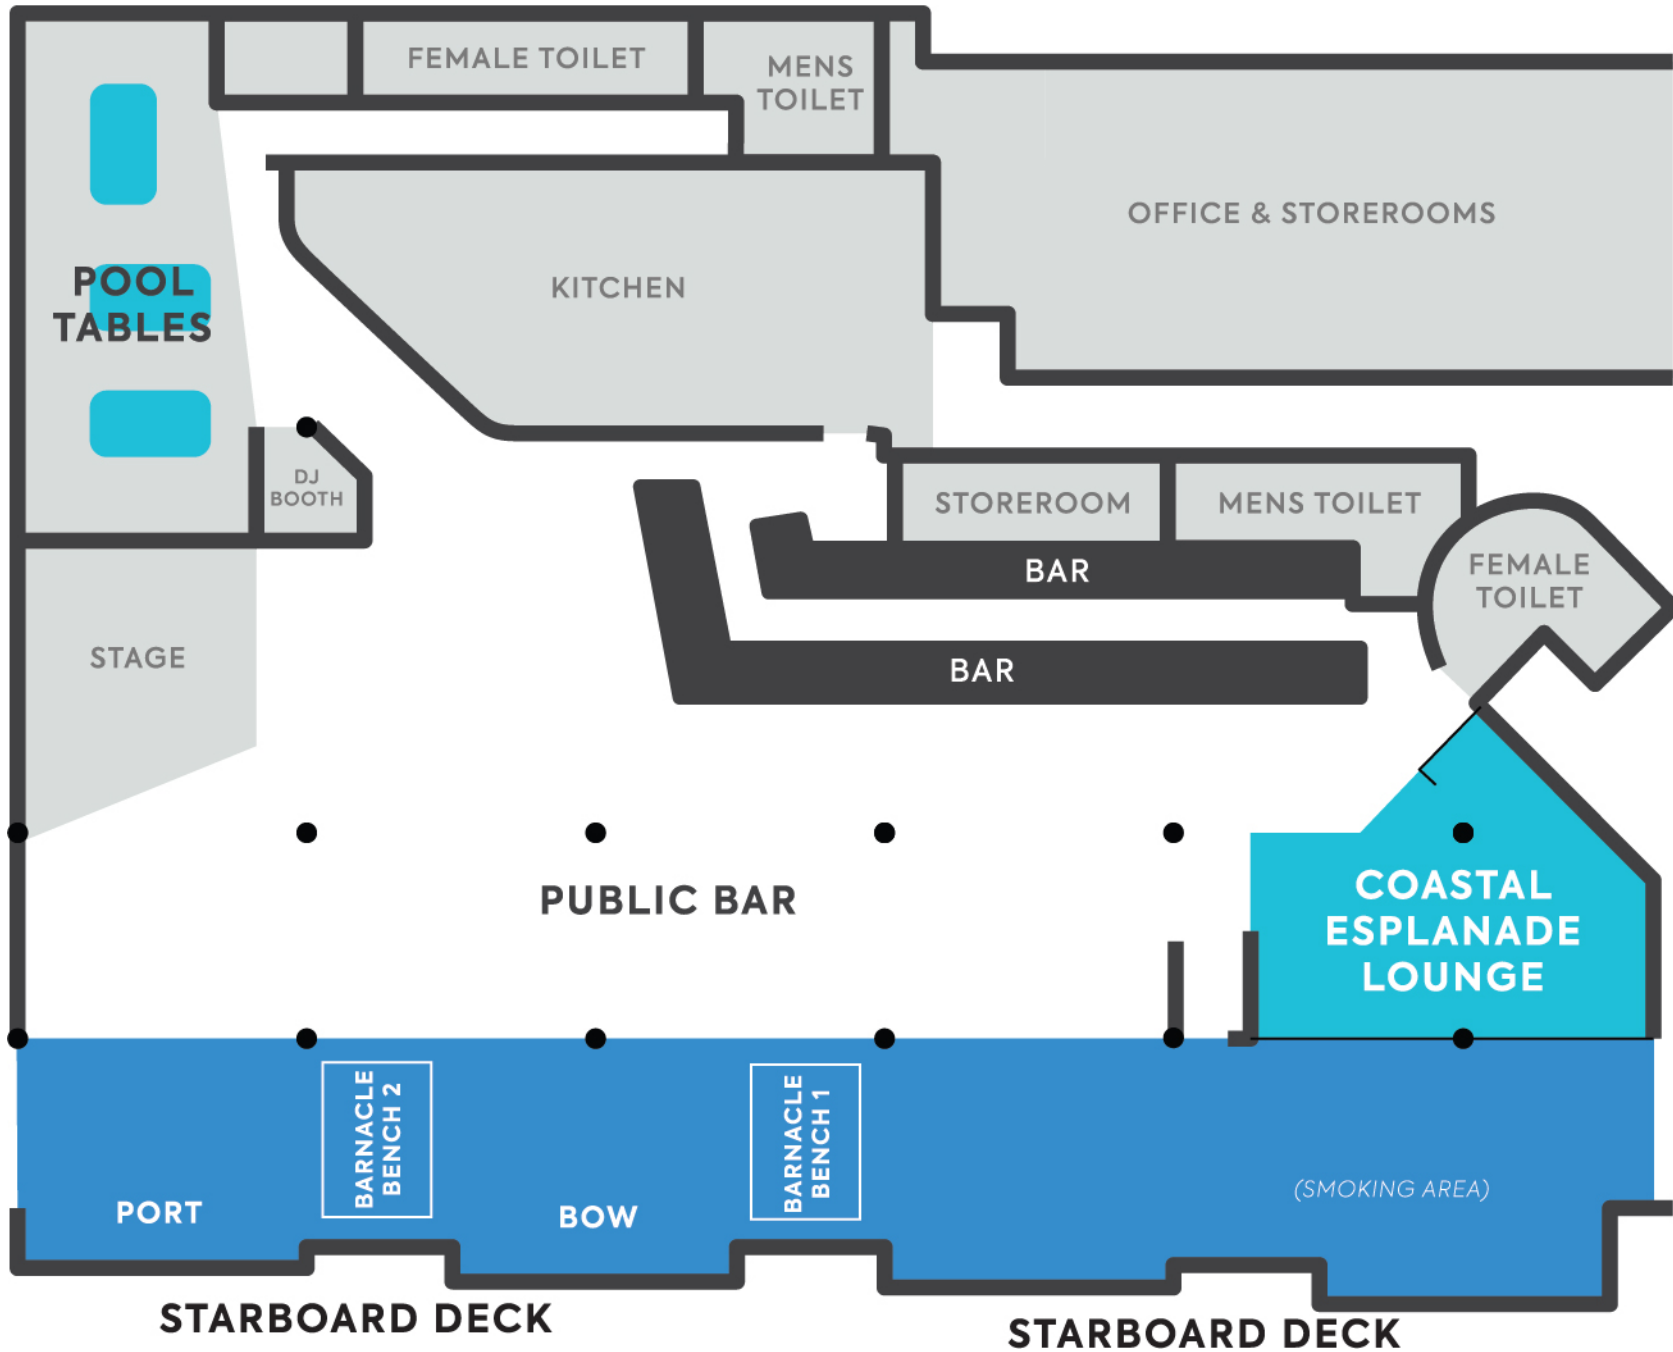 FEMALE TOILET
MENS
TOILET
OFFICE & STOREROOMS
KITCHEN
POOL
TABLES
DJ
BOOTH
STOREROOM
MENS TOILET
FEMALE
TOILET
BAR
BAR
STAGE
PUBLIC BAR
COASTAL
ESPLANADE
LOUNGE
BARNACLE
BENCH 2
BARNACLE
BENCH 1
PORT
BOW
(SMOKING AREA)
STARBOARD DECK
STARBOARD DECK